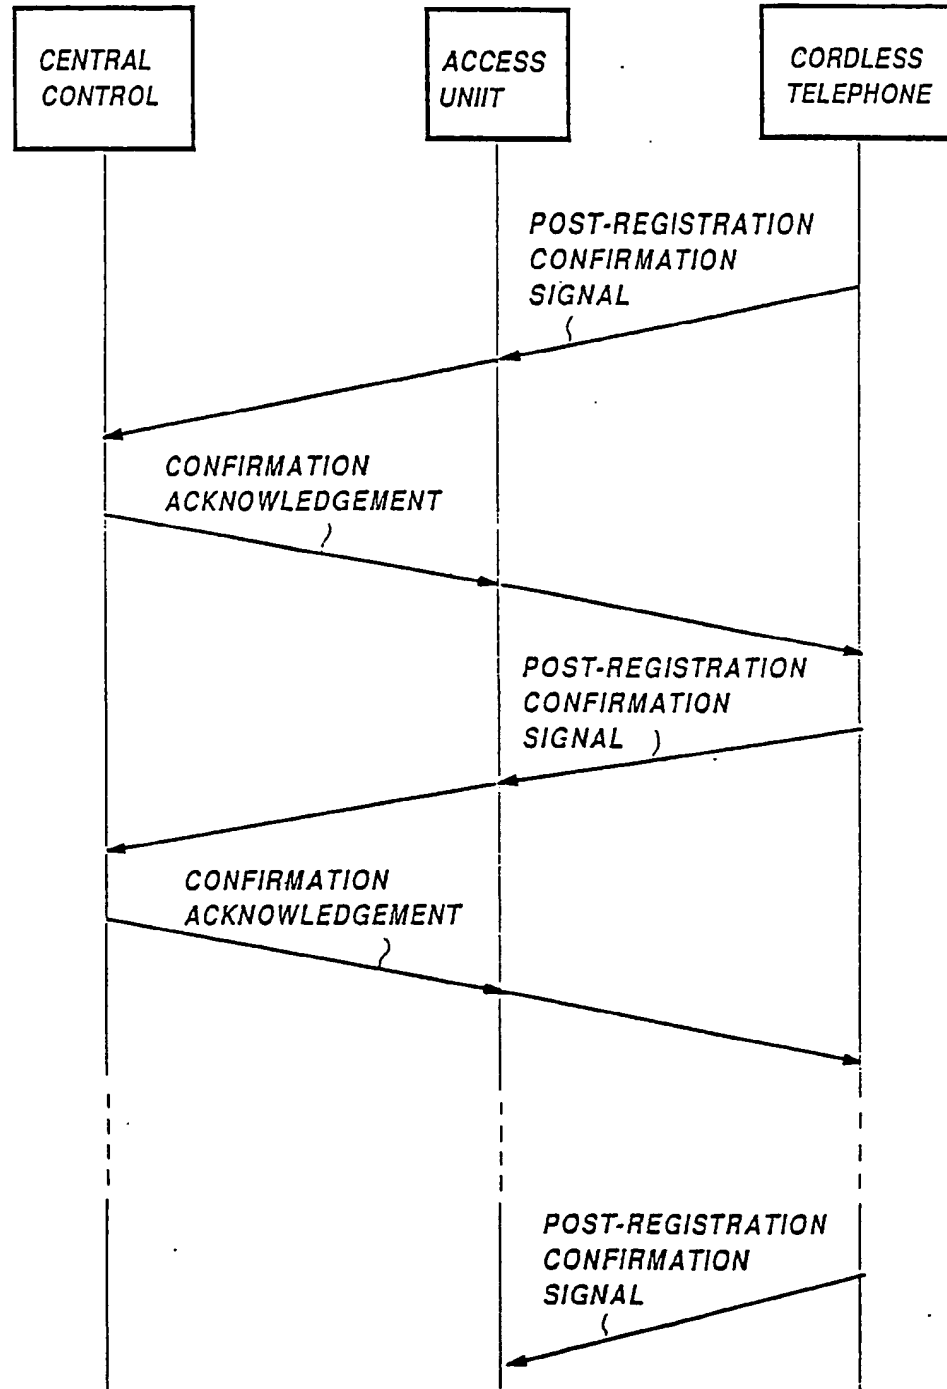 CENTRAL
CONTROL
ACCESS
UNIIT
CORDLESS
TELEPHONE
POST-REGISTRATION
CONFIRMATION
SIGNAL
CONFIRMATION
ACKNOWLEDGEMENT
POST-REGISTRATION
CONFIRMATION
SIGNAL
CONFIRMATION
ACKNOWLEDGEMENT
POST-REGISTRATION
CONFIRMATION
SIGNAL